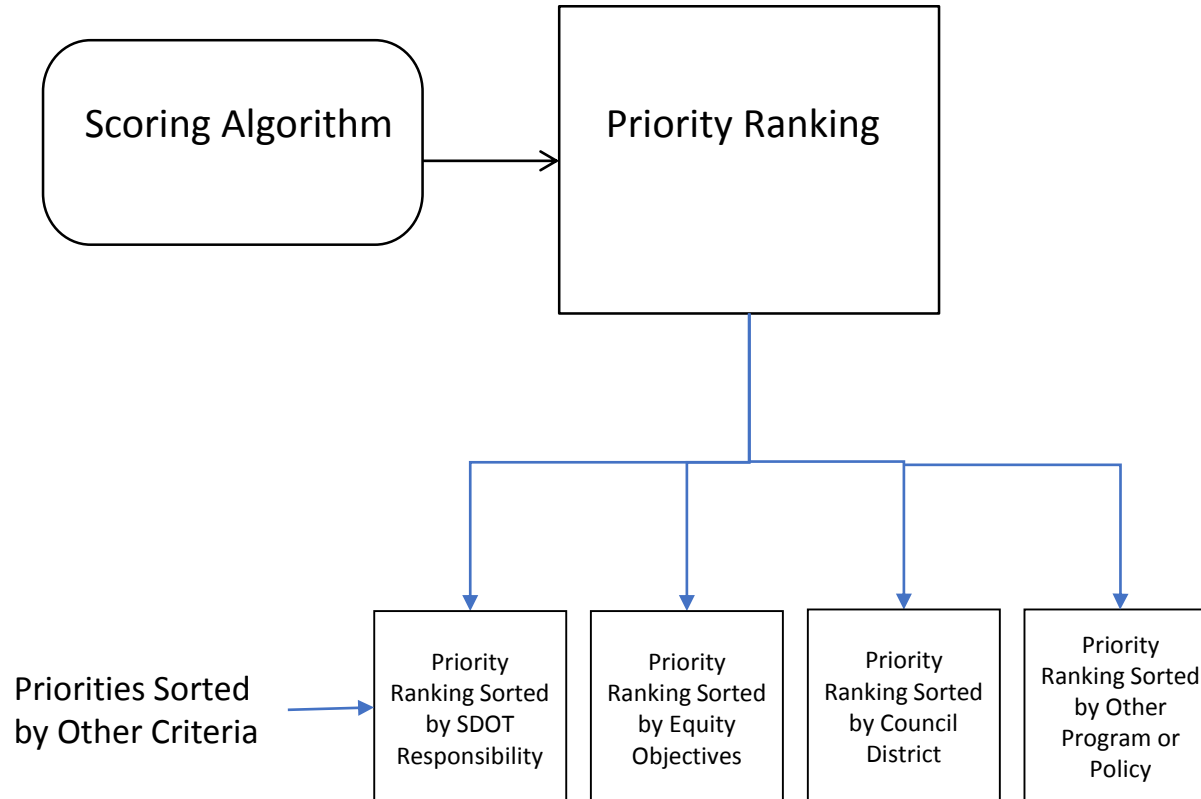 Scoring Algorithm
Priority Ranking
Priorities Sorted
by Other Criteria
Priority
Ranking Sorted
by SDOT
Responsibility
Priority
Ranking Sorted
by Equity
Objectives
Priority
Ranking Sorted
by Council
District
Priority
Ranking Sorted
by Other
Program or
Policy